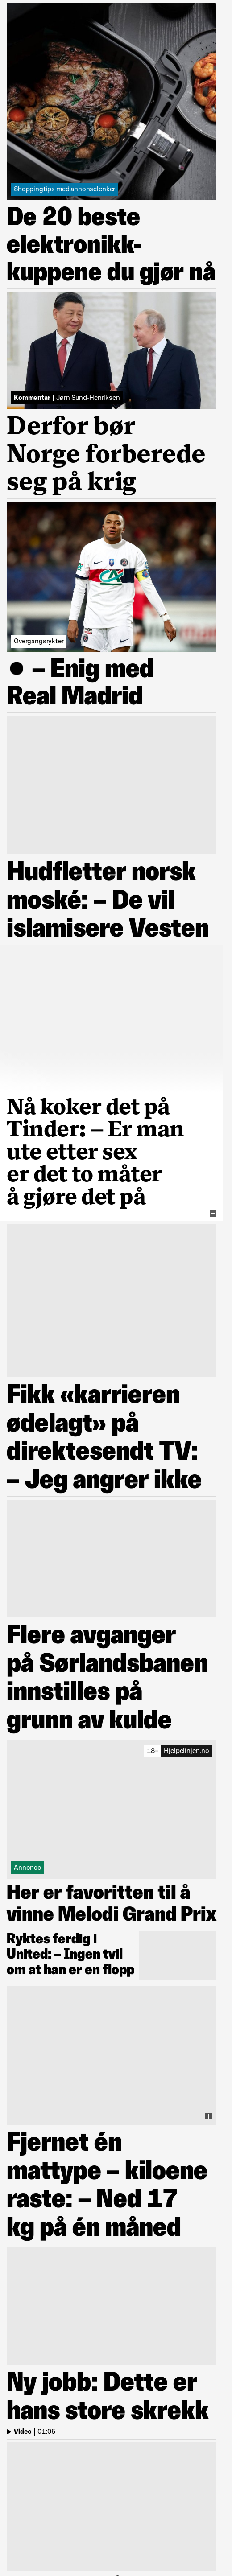 Shoppingtips med annonselenker
De 20 beste
elektronikk-
kuppene du gjør nå
Kommentar | Jørn Sund-Henriksen
Derfor bør
Norge forberede
seg på krig
Overgangsrykter
● – Enig med
Real Madrid
Hudfletter norsk
moské: – De vil
islamisere Vesten
Nå koker det på
Tinder: – Er man
ute etter sex
er det to måter
å gjøre det på
Fikk «karrieren
ødelagt» på
direktesendt TV:
– Jeg angrer ikke
Flere avganger
på Sørlandsbanen
innstilles på
grunn av kulde
18+ Hjelpelinjen.no
Annonse
Her er favoritten til å
vinne Melodi Grand Prix
Ryktes ferdig i
United: – Ingen tvil
om at han er en flopp
Fjernet én
mattype – kiloene
raste: – Ned 17
kg på én måned
Ny jobb: Dette er
hans store skrekk
Video | 01:05